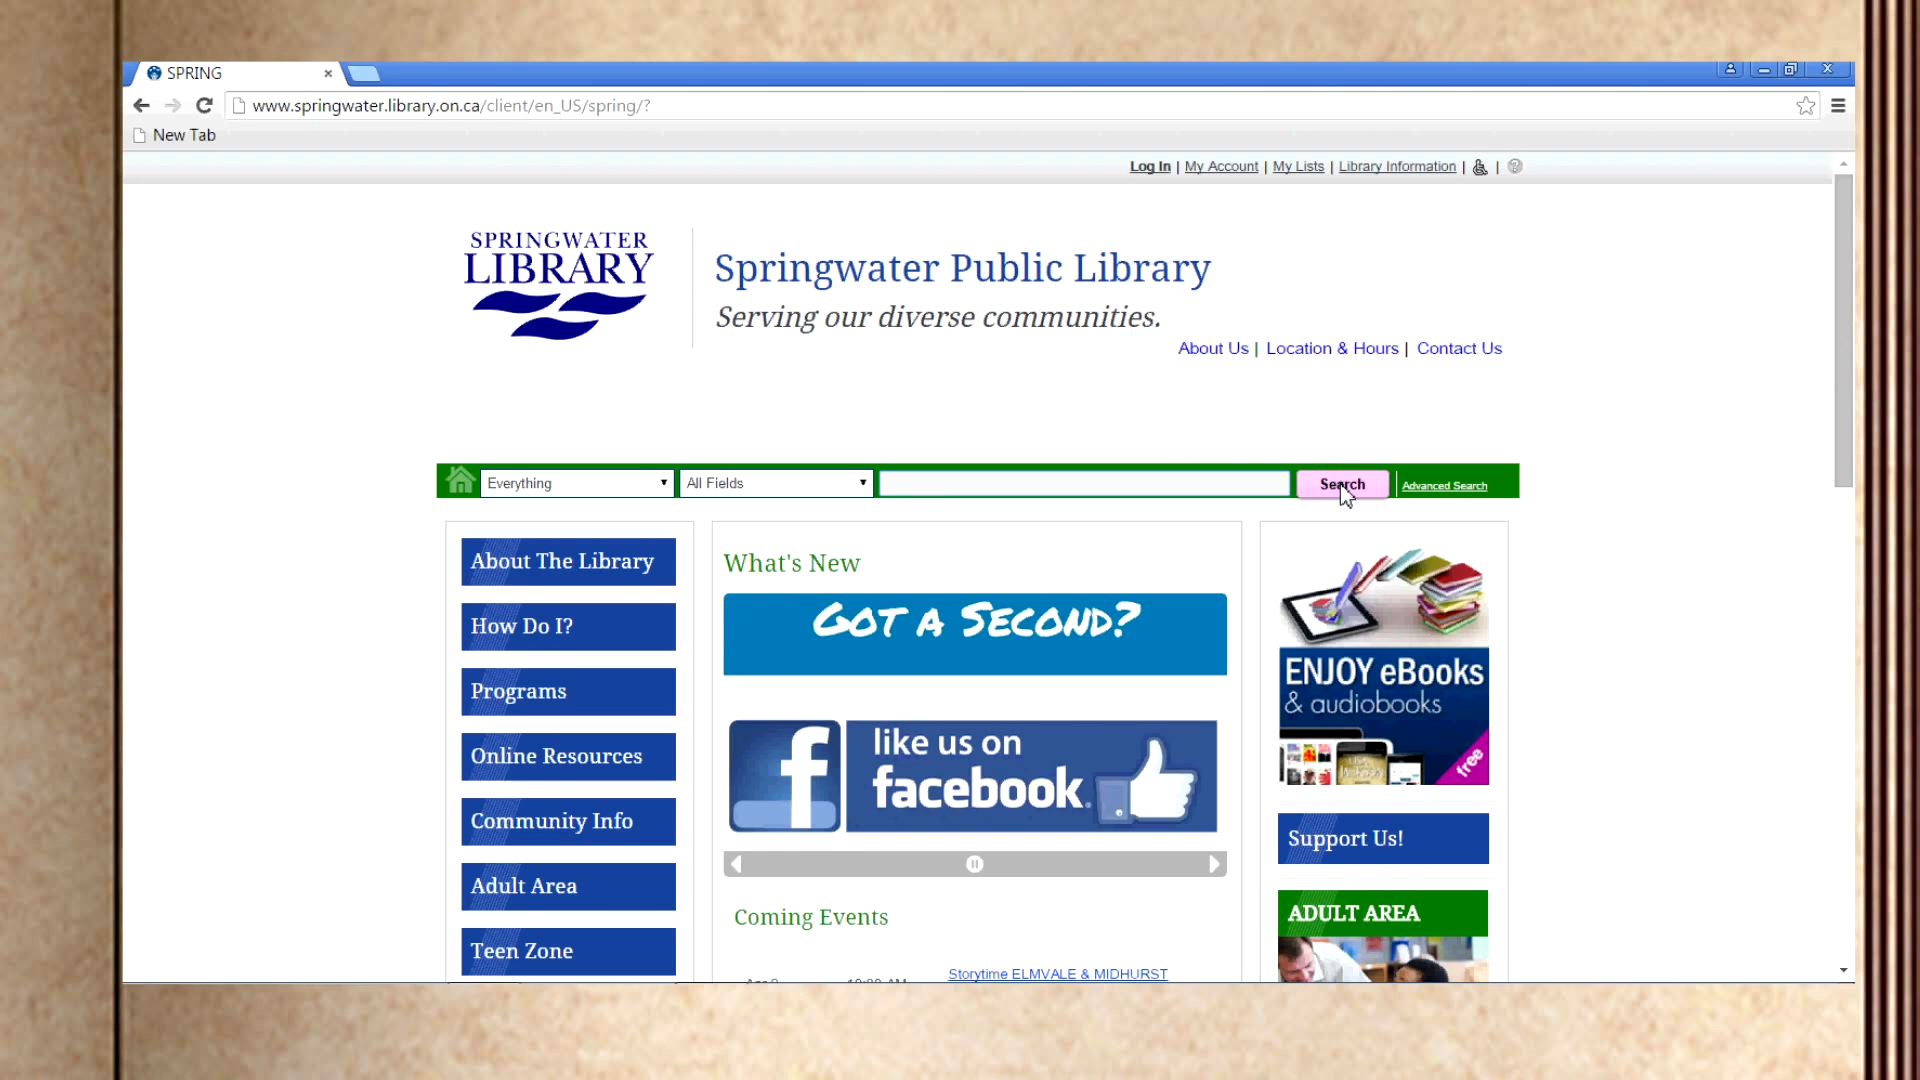 SPRING
www.springwater.library.on.ca/client/en_US/spring/?
New Tab
Log In | My Account | My Lists | Library Information |
SPRINGWATER
LIBRARY
Springwater Public Library
Serving our diverse communities.
About Us | Location & Hours | Contact Us
Everything All Fields Search Advanced Search
About The Library
How Do I?
Programs
Online Resources
Community Info
Adult Area
Teen Zone
What's New
GOT A SECOND?
like us on
facebook
Coming Events
Storytime ELMVALE & MIDHURST
ENJOY eBooks
& audiobooks
free
Support Us!
ADULT AREA